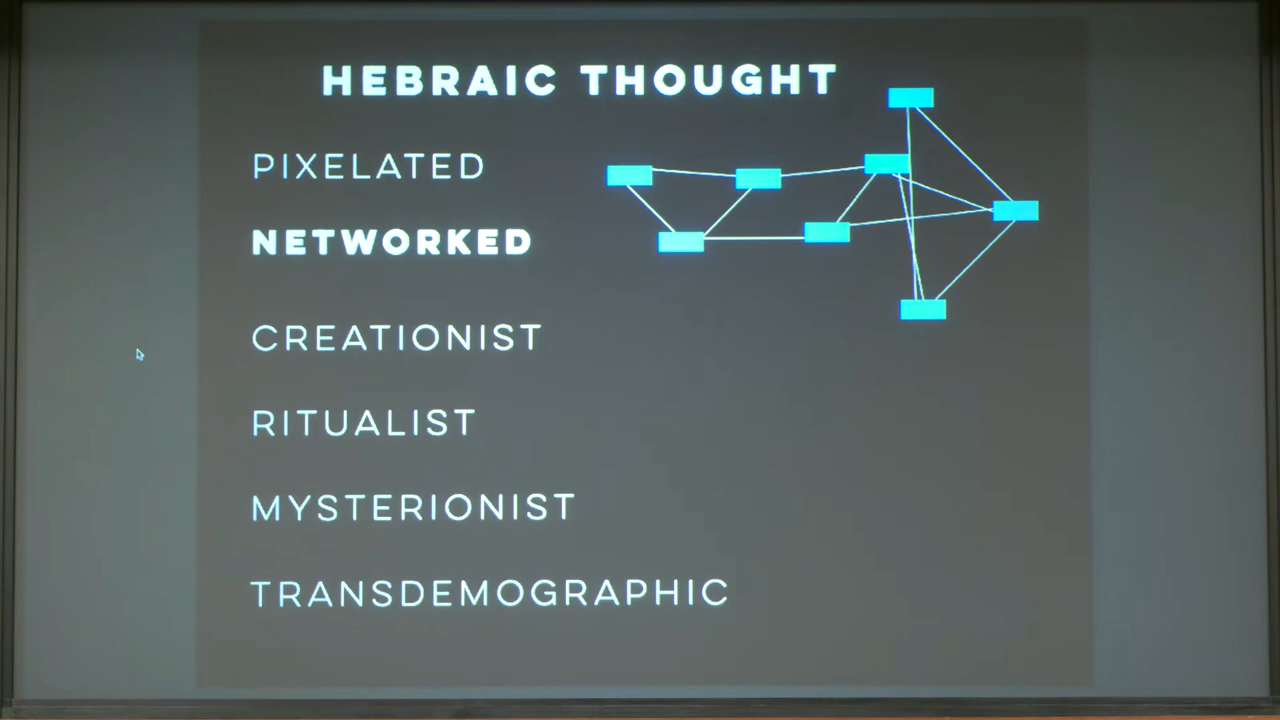 HEBRAIC THOUGHT
PIXELATED
NETWORKED
CREATIONIST
RITUALIST
MYSTERIONIST
TRANSDEMOGRAPHIC